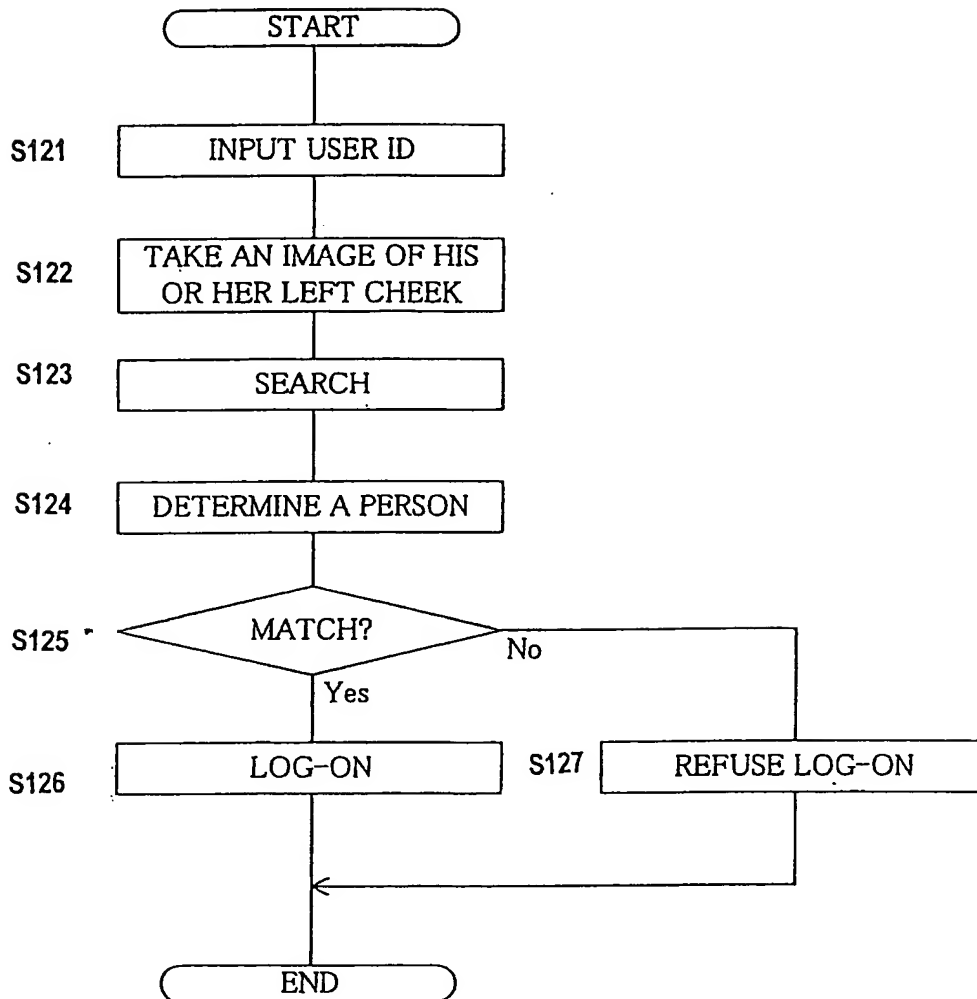 START
S121
INPUT USER ID
S122
TAKE AN IMAGE OF HIS
OR HER LEFT CHEEK
S123
SEARCH
S124
DETERMINE A PERSON
S125
MATCH?
No
Yes
S126
LOG-ON
S127
REFUSE LOG-ON
END